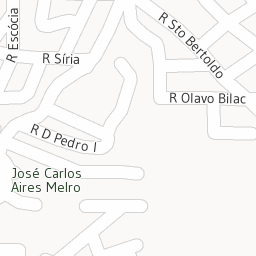 R Escócia
R Síria
R Sto Bertoldo
R Olavo Bilac
R D Pedro I
José Carlos
Aires Melro